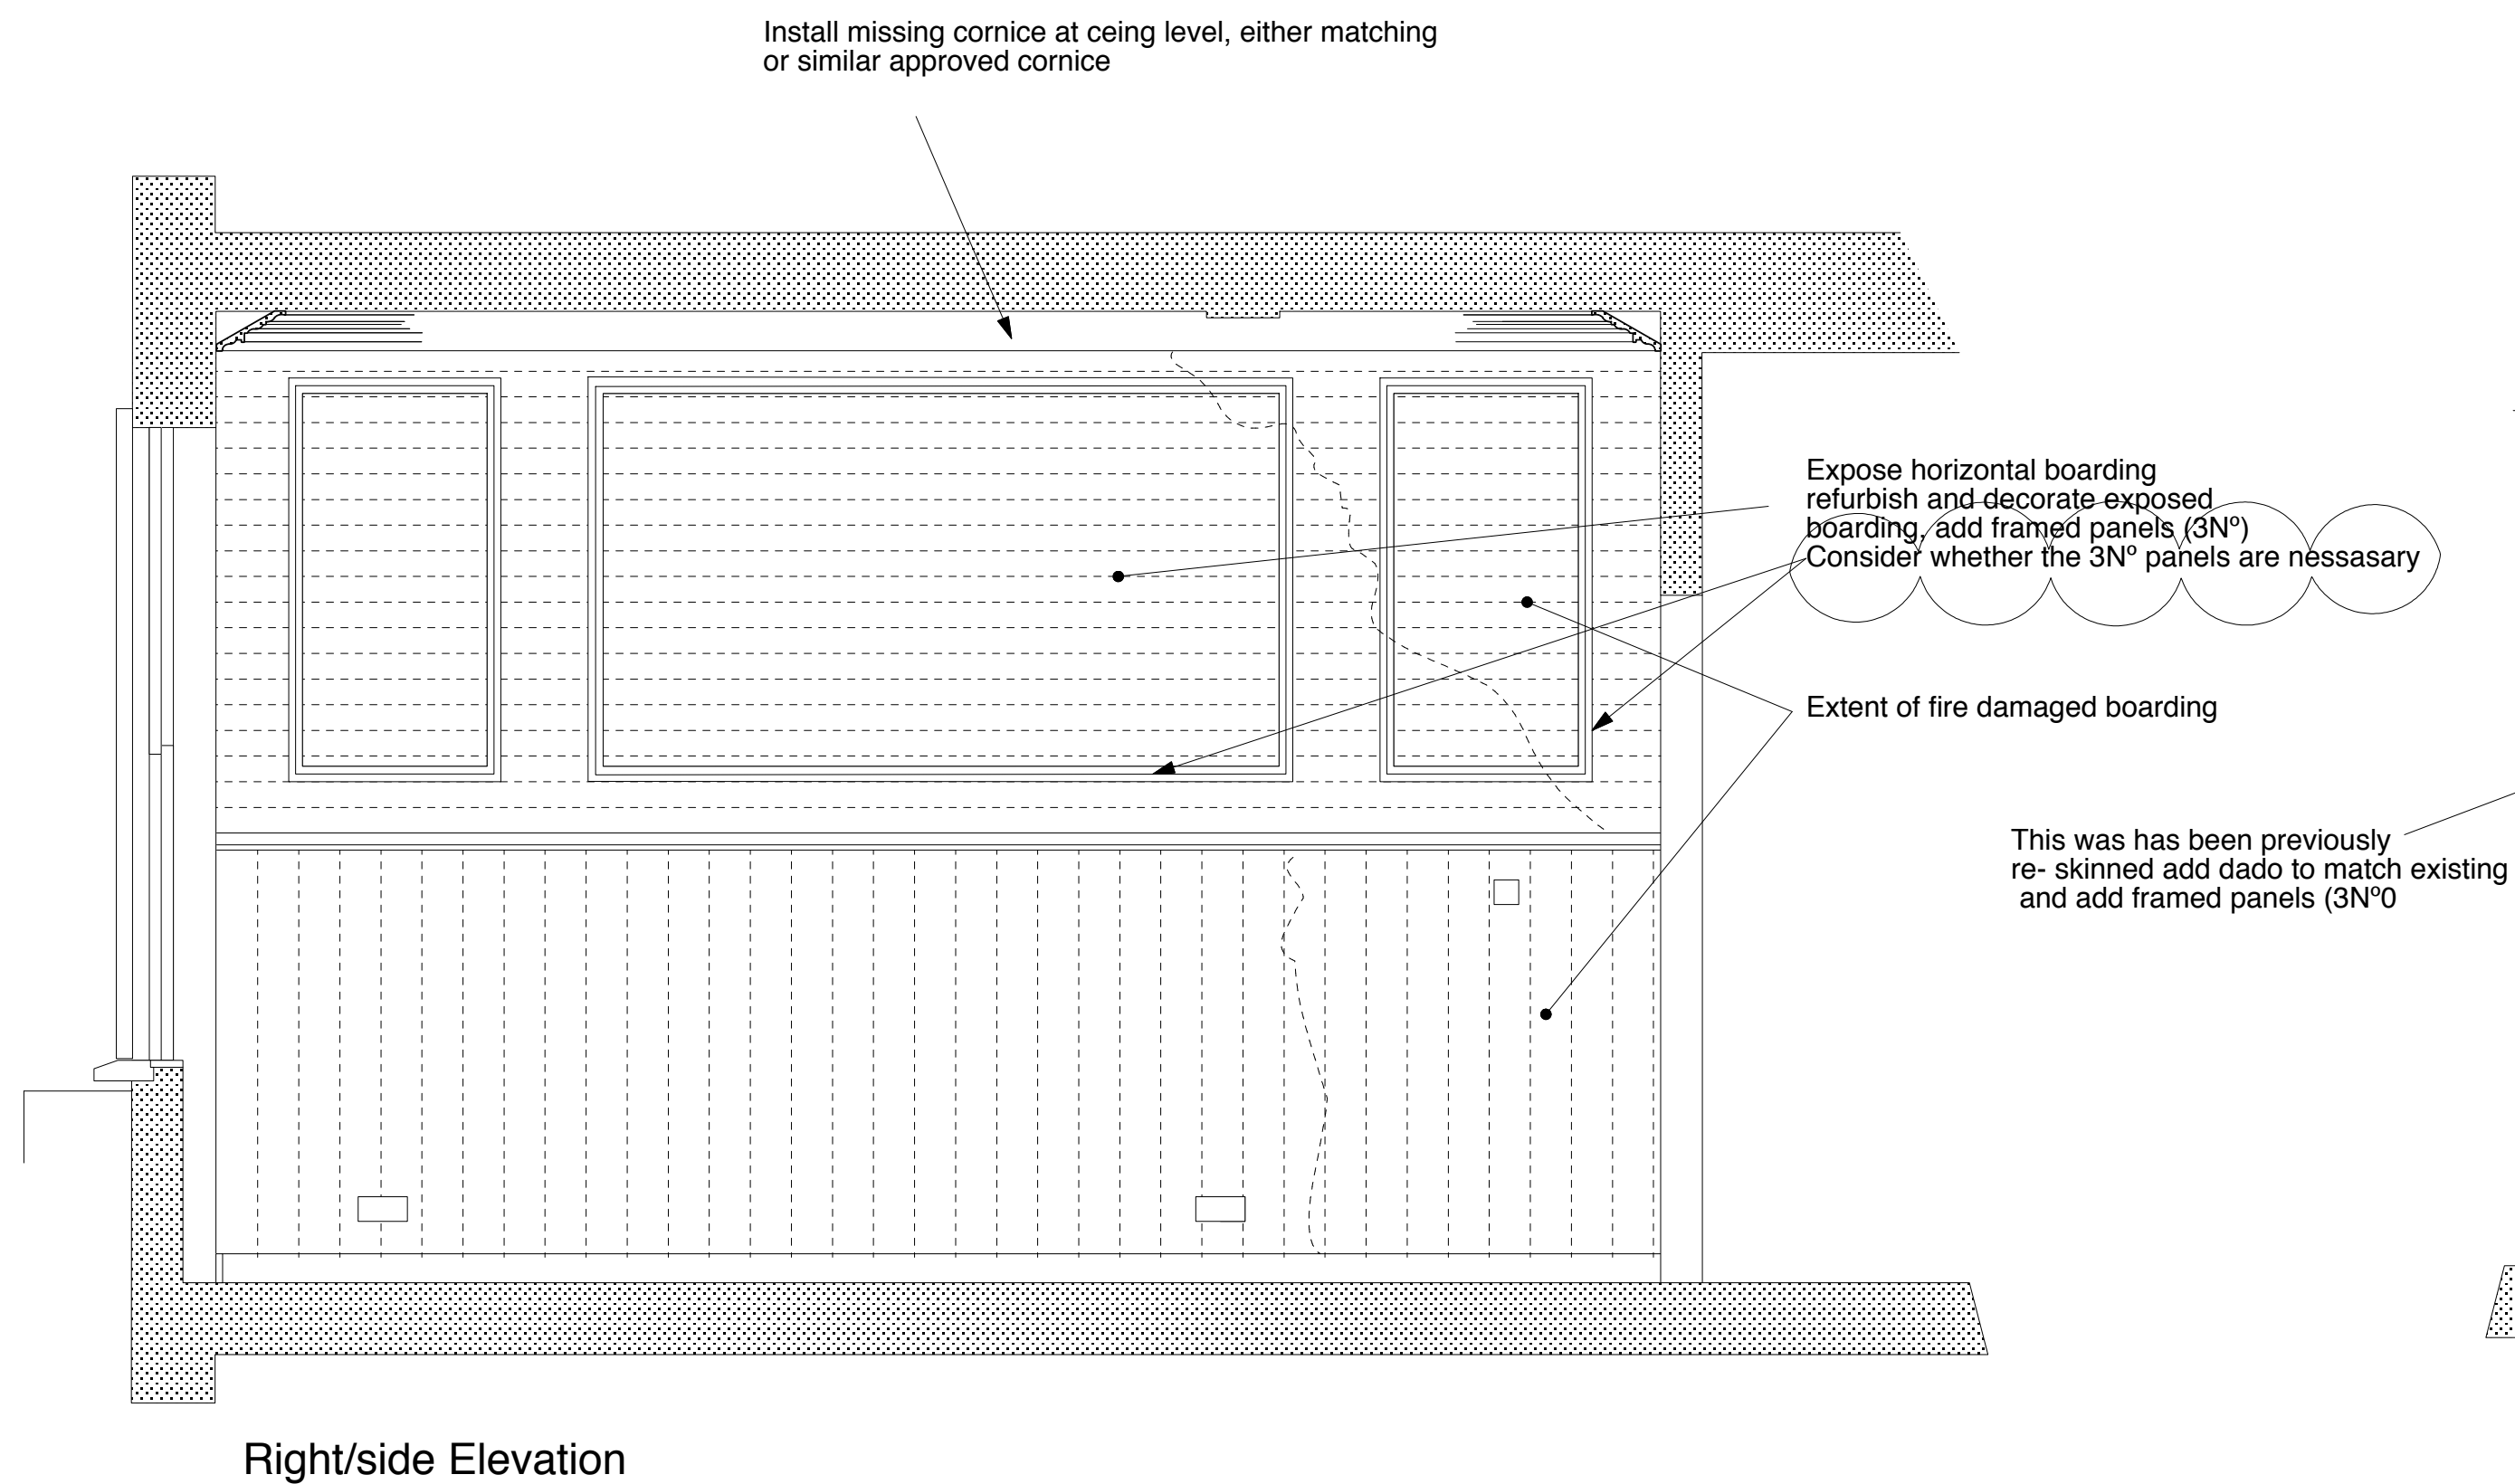 Install missing cornice at ceing level, either matching
or similar approved cornice
Expose horizontal boarding
refurbish and decorate exposed
boarding, add framed panels (3Nº)
Consider whether the 3Nº panels are nessasary
Extent of fire damaged boarding
This was has been previously
re- skinned add dado to match existing
and add framed panels (3Nº0
Right/side Elevation